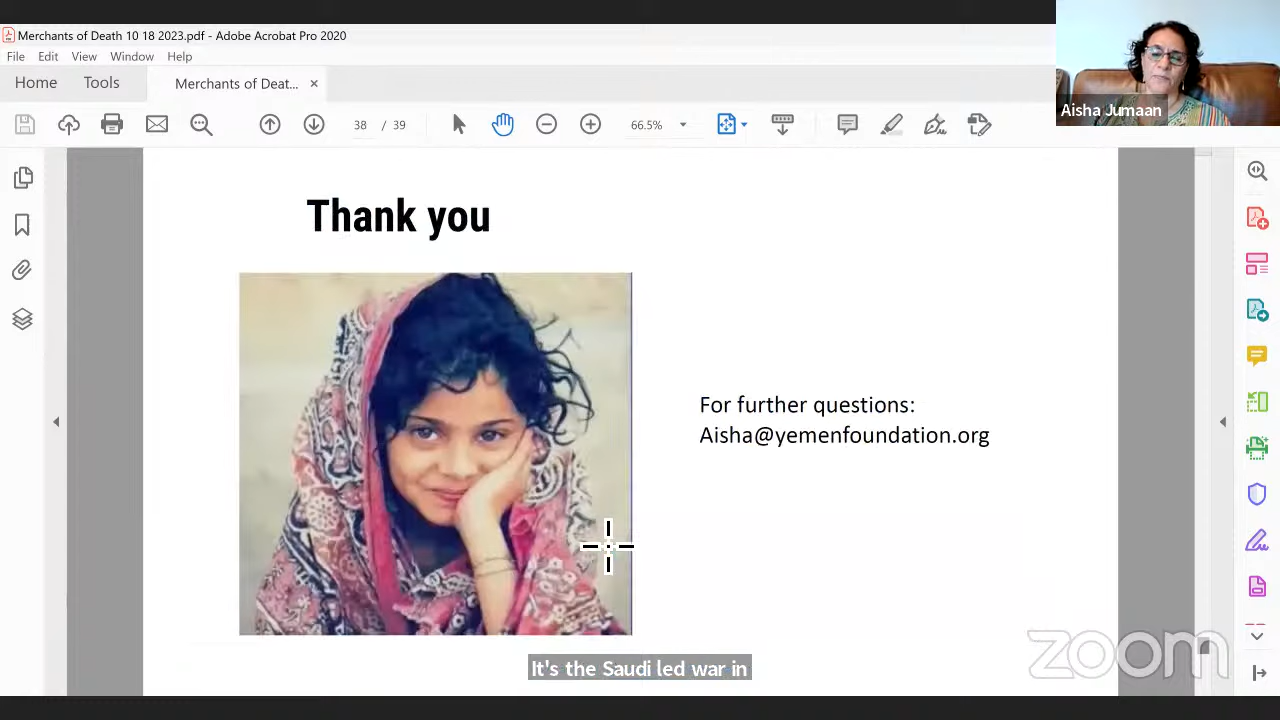 Merchants of Death 10 18 2023.pdf - Adobe Acrobat Pro 2020
File Edit View Window Help
Home Tools Merchants of Deat... ×
38 / 39 66.5%
Aisha Jumaan
Thank you
For further questions:
Aisha@yemenfoundation.org
It's the Saudi led war in
zoom